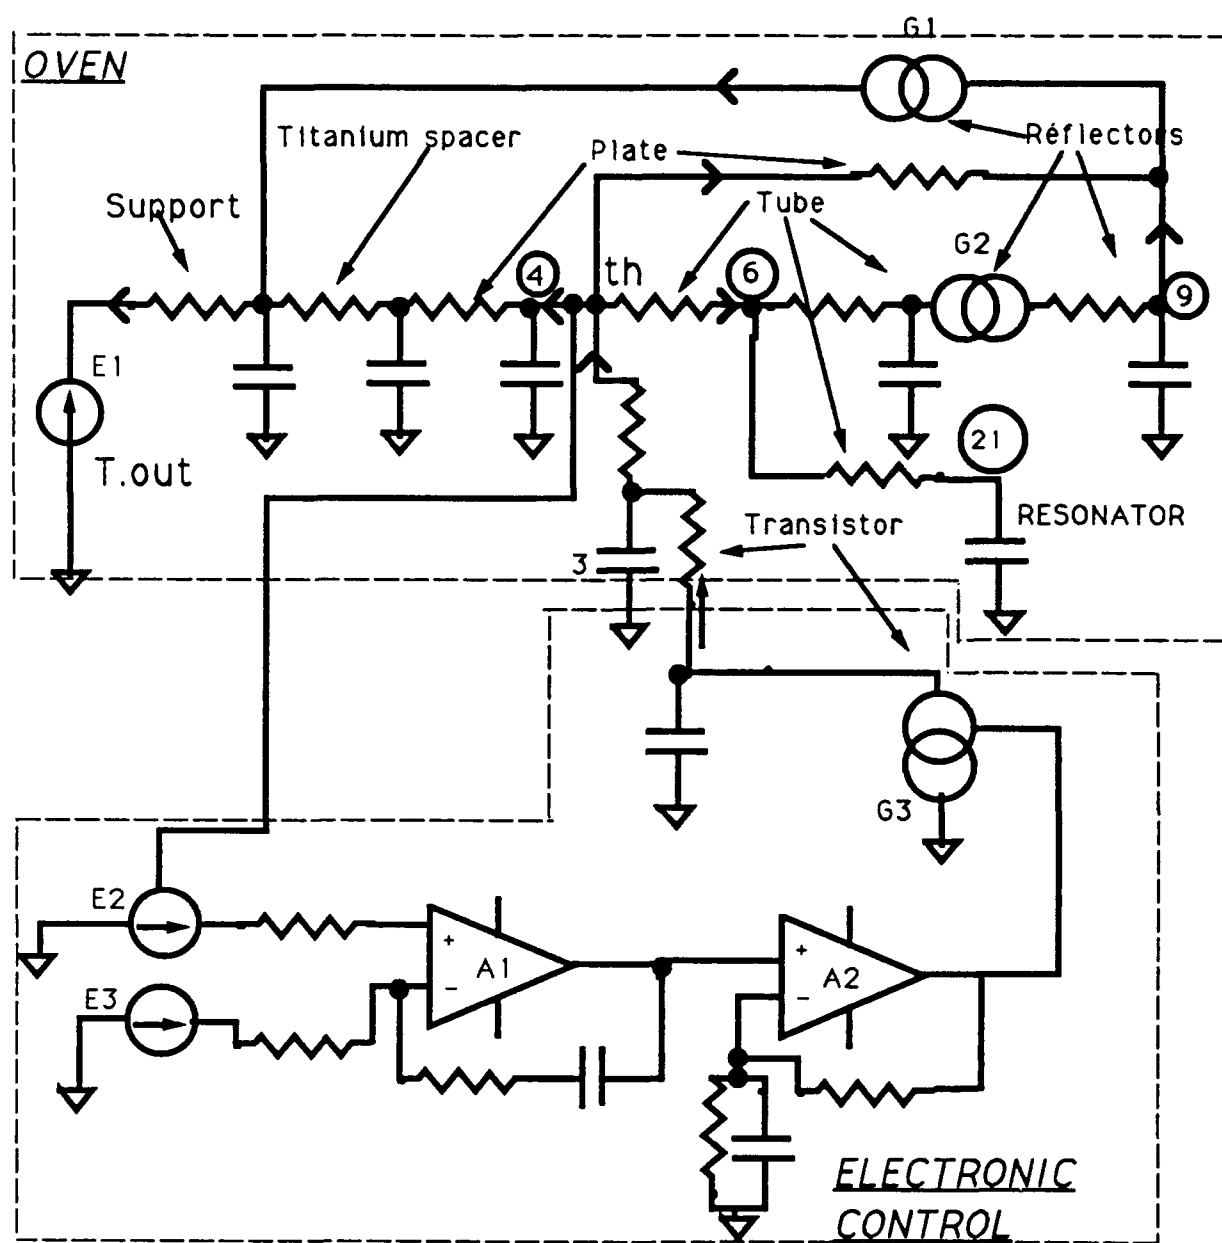 G1
OVEN
Titanium spacer
Plate
Réflectors
Support
Tube
G2
4
th
6
9
E1
T.out
21
RESONATOR
Transistor
3
G3
E2
+
A1
-
+
A2
-
E3
ELECTRONIC
CONTROL